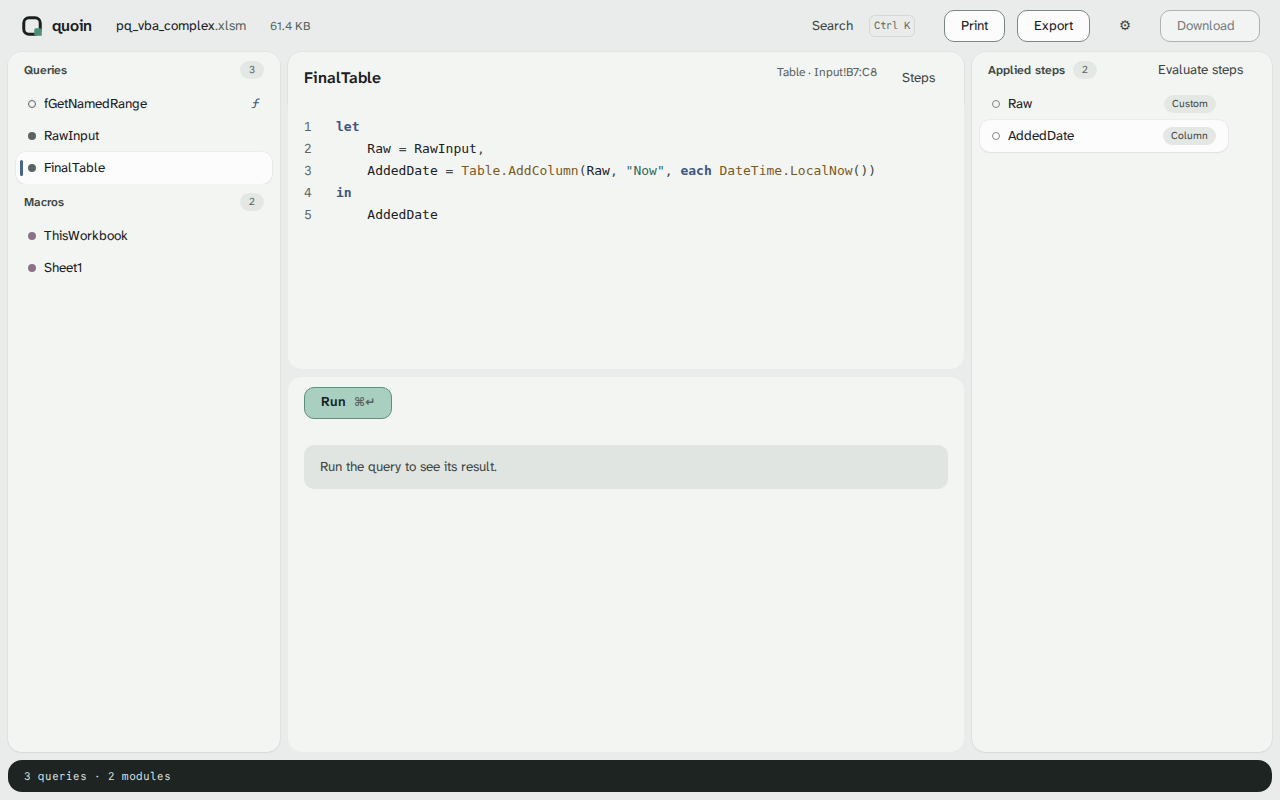 quoin pq_vba_complex.xlsm 61.4 KB Search Ctrl K Print Export ⚙ Download
Queries 3
fGetNamedRange ƒ
RawInput
FinalTable
Macros 2
ThisWorkbook
Sheet1
FinalTable Table · Input!B7:C8 Steps
1 let
2     Raw = RawInput,
3     AddedDate = Table.AddColumn(Raw, "Now", each DateTime.LocalNow())
4 in
5     AddedDate
Run ⌘↵
Run the query to see its result.
Applied steps 2 Evaluate steps
Raw Custom
AddedDate Column
3 queries · 2 modules